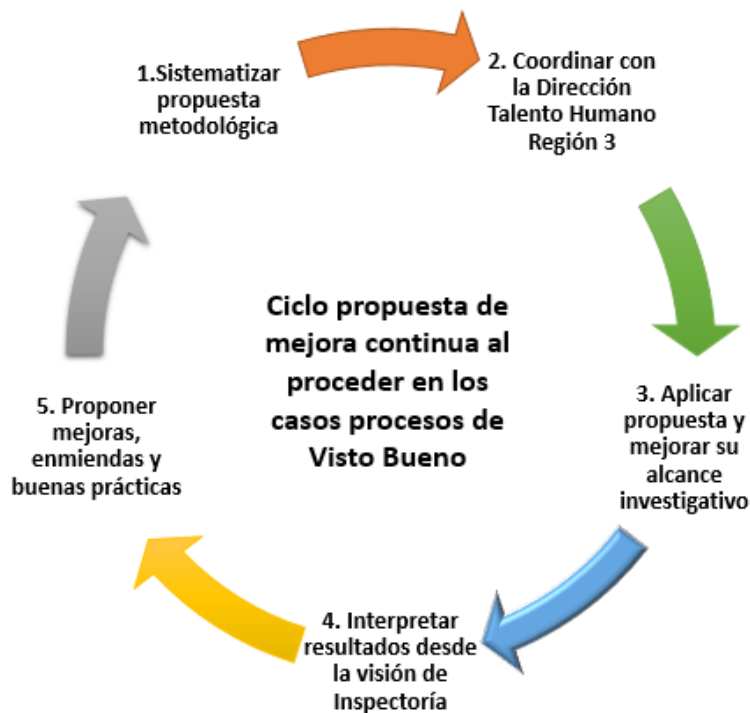 1.Sistematizar
propuesta
metodológica
2. Coordinar con
la Dirección
Talento Humano
Región 3
3. Aplicar
propuesta y
mejorar su
alcance
investigativo
4. Interpretar
resultados desde
la visión de
Inspectoría
5. Proponer
mejoras,
enmiendas y
buenas prácticas
Ciclo propuesta de
mejora continua al
proceder en los
casos procesos de
Visto Bueno